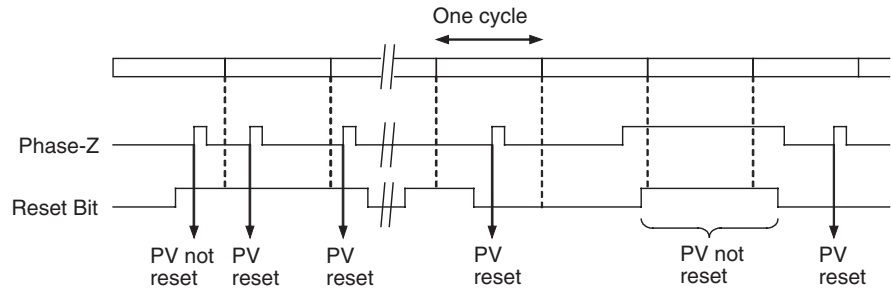 One cycle
Phase-Z
Reset Bit
PV not
reset
PV
reset
PV
reset
PV
reset
PV not
reset
PV
reset